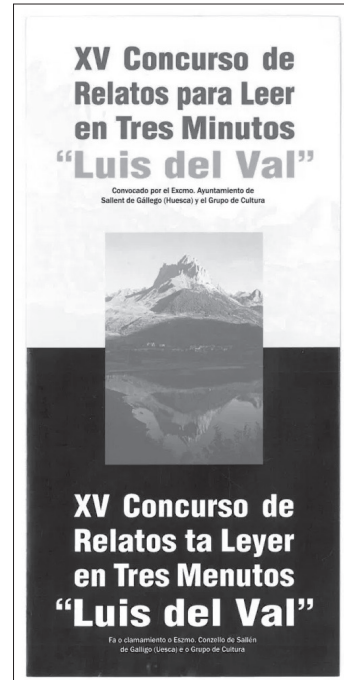 XV Concurso de
Relatos para Leer
en Tres Minutos
“Luis del Val”
Convocado por el Excmo. Ayuntamiento de
Sallent de Gállego (Huesca) y el Grupo de Cultura
XV Concurso de
Relatos ta Leyer
en Tres Menutos
“Luis del Val”
Fa o clamamiento o Eszmo. Conzello de Sallén
de Galligo (Uesca) e o Grupo de Cultura